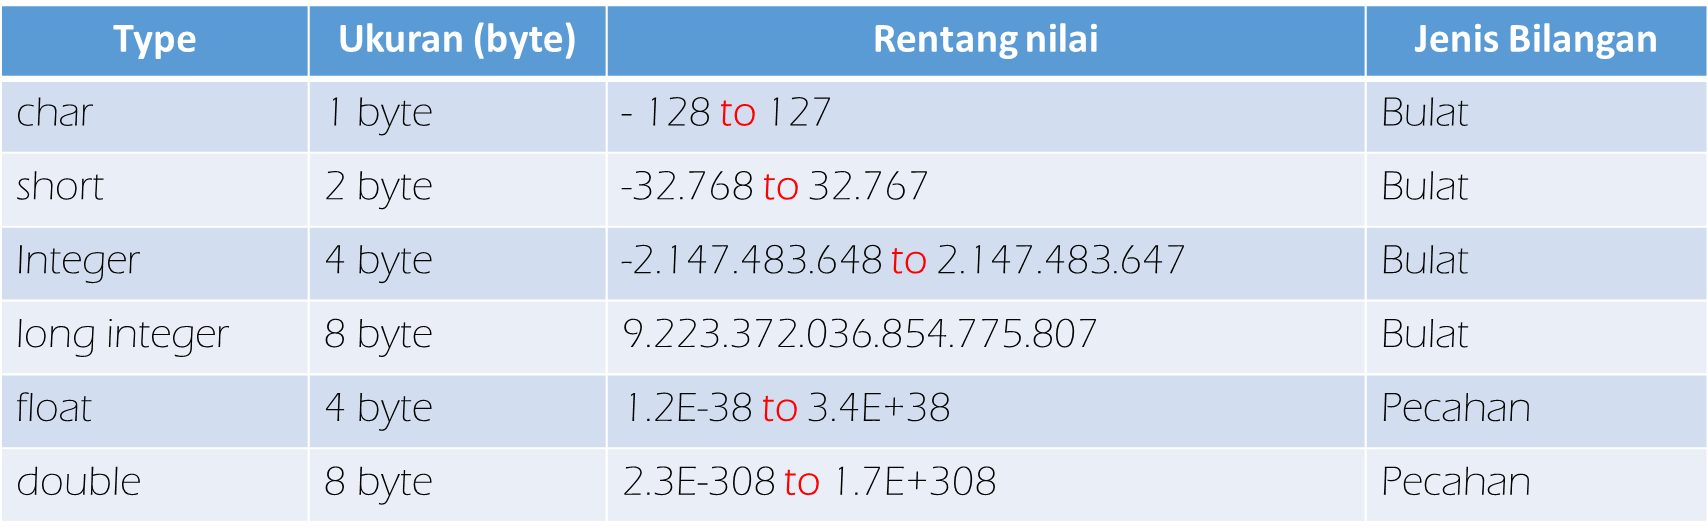 Type Ukuran (byte) Rentang nilai Jenis Bilangan
char 1 byte - 128 to 127 Bulat
short 2 byte -32.768 to 32.767 Bulat
Integer 4 byte -2.147.483.648 to 2.147.483.647 Bulat
long integer 8 byte 9.223.372.036.854.775.807 Bulat
float 4 byte 1.2E-38 to 3.4E+38 Pecahan
double 8 byte 2.3E-308 to 1.7E+308 Pecahan